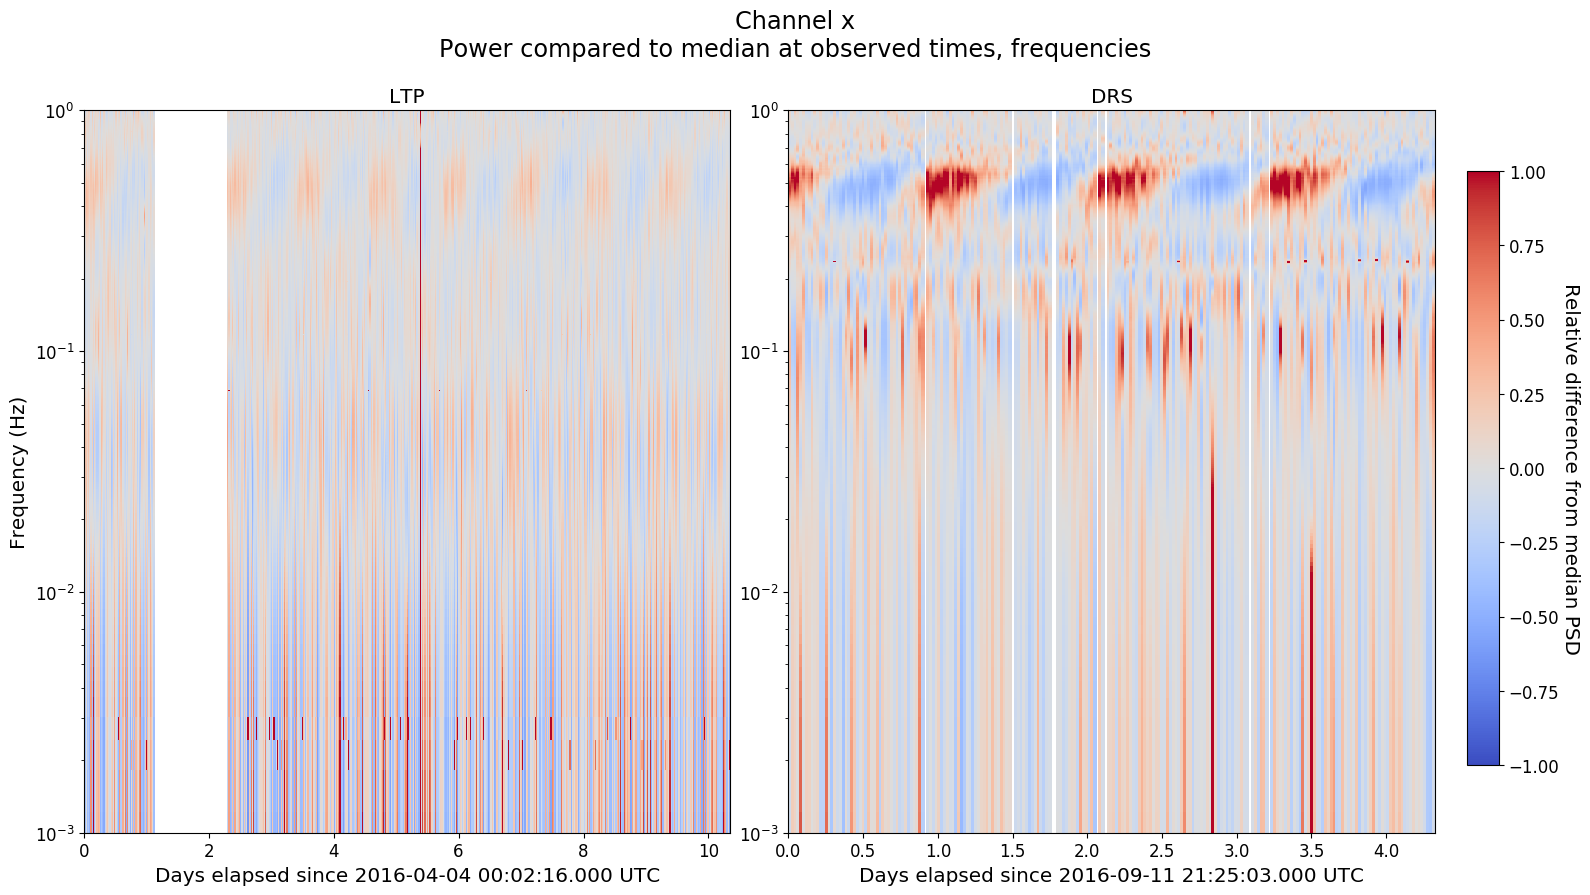 Channel x
Power compared to median at observed times, frequencies
LTP
DRS
10⁰
10⁻¹
10⁻²
10⁻³
Frequency (Hz)
0 2 4 6 8 10
Days elapsed since 2016-04-04 00:02:16.000 UTC
10⁰
10⁻¹
10⁻²
10⁻³
0.0 0.5 1.0 1.5 2.0 2.5 3.0 3.5 4.0
Days elapsed since 2016-09-11 21:25:03.000 UTC
1.00
0.75
0.50
0.25
0.00
−0.25
−0.50
−0.75
−1.00
Relative difference from median PSD